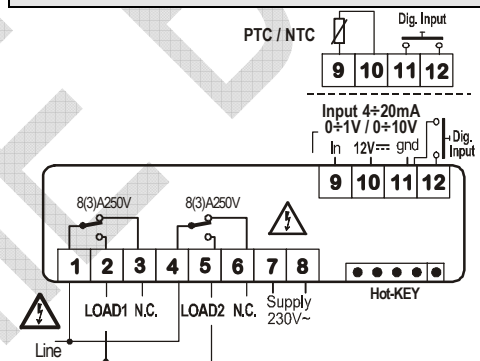 Dig. Input
PTC / NTC
9 10 11 12
Input 4÷20mA
0÷1V / 0÷10V
In 12V gnd
Dig.
Input
9 10 11 12
8(3)A250V 8(3)A250V
1 2 3 4 5 6 7 8
LOAD1 N.C. LOAD2 N.C. Supply
230V~
Hot-KEY
Line